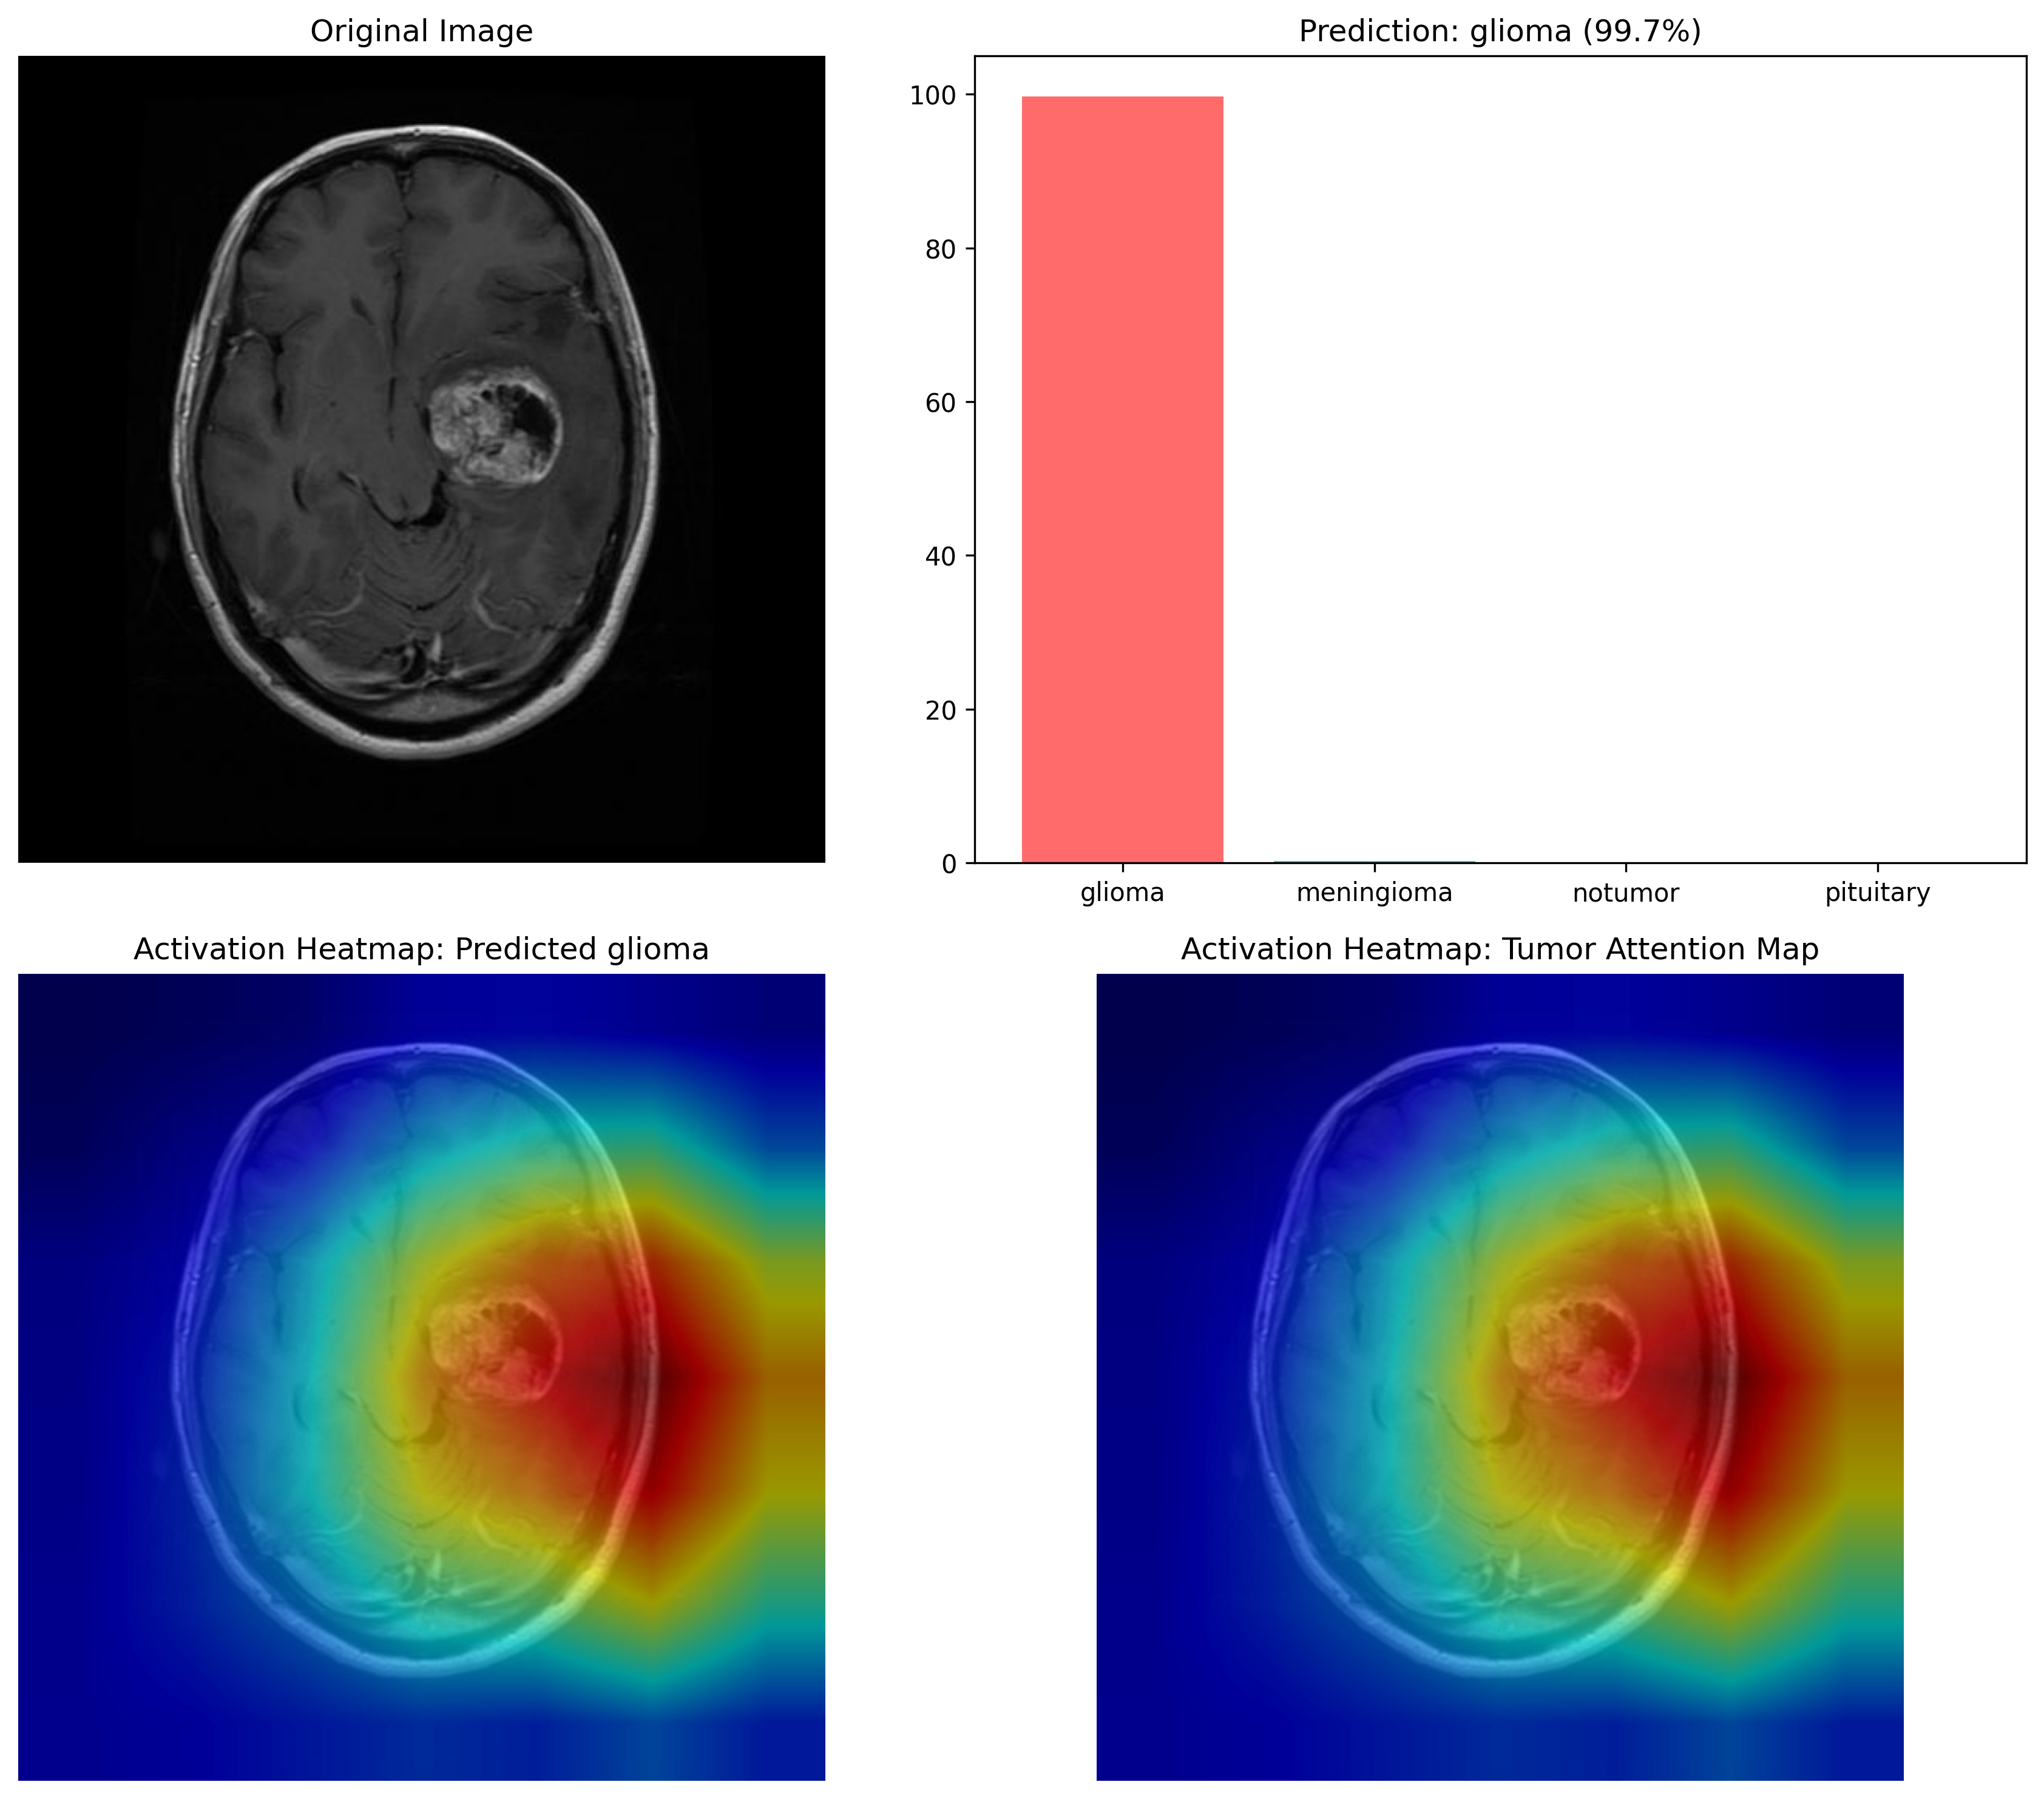 Original Image
Prediction: glioma (99.7%)
100
80
60
40
20
0
glioma meningioma notumor pituitary
Activation Heatmap: Predicted glioma
Activation Heatmap: Tumor Attention Map